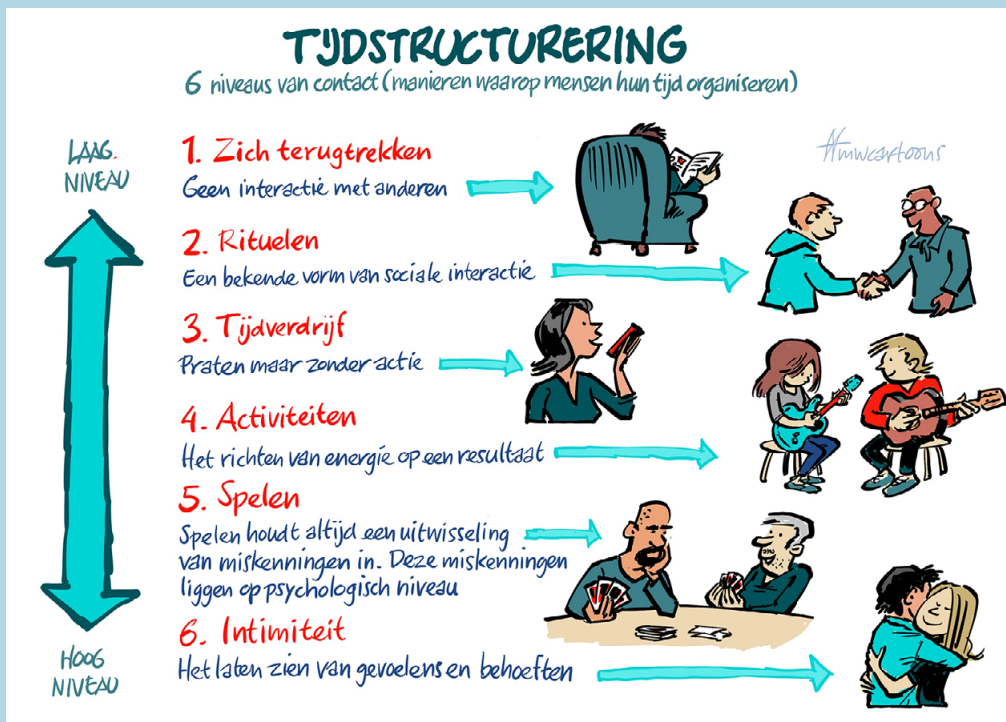 TIJDSTRUCTURERING
6 niveaus van contact (manieren waarop mensen hun tijd organiseren)
LAAG.
NIVEAU
1. Zich terugtrekken
Geen interactie met anderen
#mwcartoons
2. Rituelen
Een bekende vorm van sociale interactie
3. Tijdverdrijf
Praten maar zonder actie
4. Activiteiten
Het richten van energie op een resultaat
5. Spelen
Spelen houdt altijd een uitwisseling
van miskenningen in. Deze miskenningen
liggen op psychologisch niveau
6. Intimiteit
Het laten zien van gevoelens en behoeften
HOOG
NIVEAU